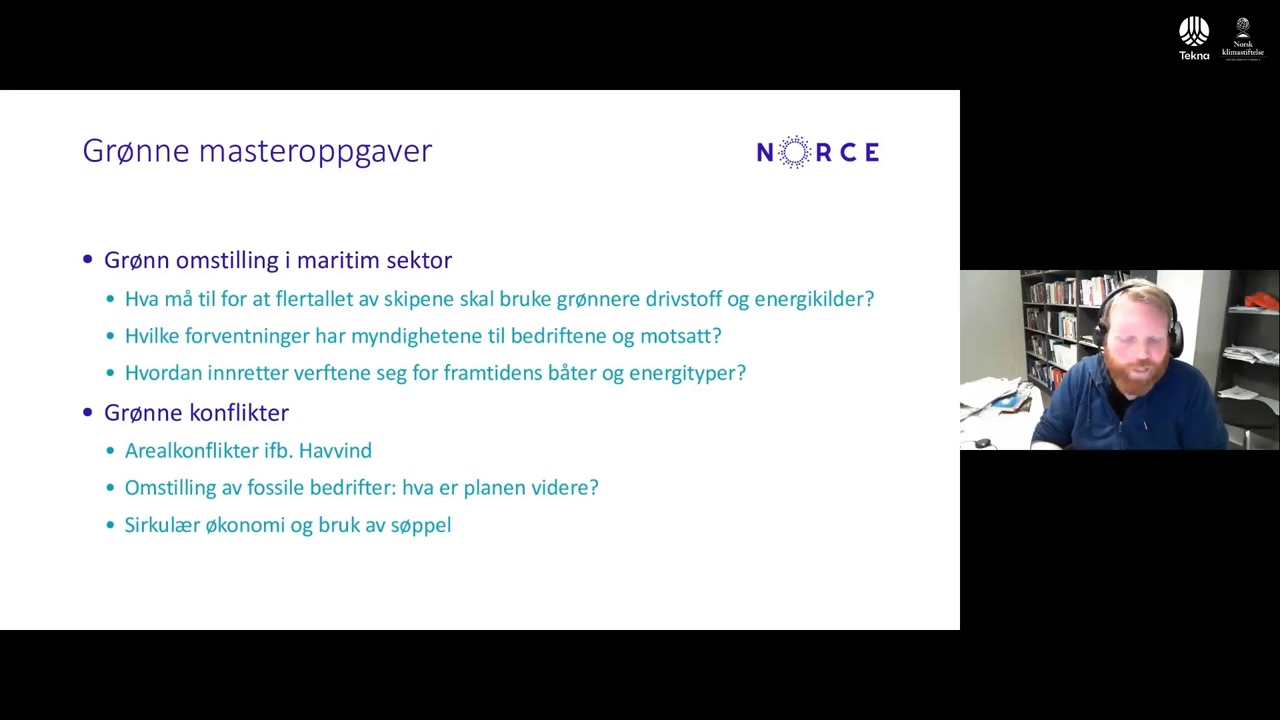 Tekna
Norsk
klimastiftelse
Grønne masteroppgaver
NORCE
• Grønn omstilling i maritim sektor
• Hva må til for at flertallet av skipene skal bruke grønnere drivstoff og energikilder?
• Hvilke forventninger har myndighetene til bedriftene og motsatt?
• Hvordan innretter verftene seg for framtidens båter og energityper?
• Grønne konflikter
• Arealkonflikter ifb. Havvind
• Omstilling av fossile bedrifter: hva er planen videre?
• Sirkulær økonomi og bruk av søppel